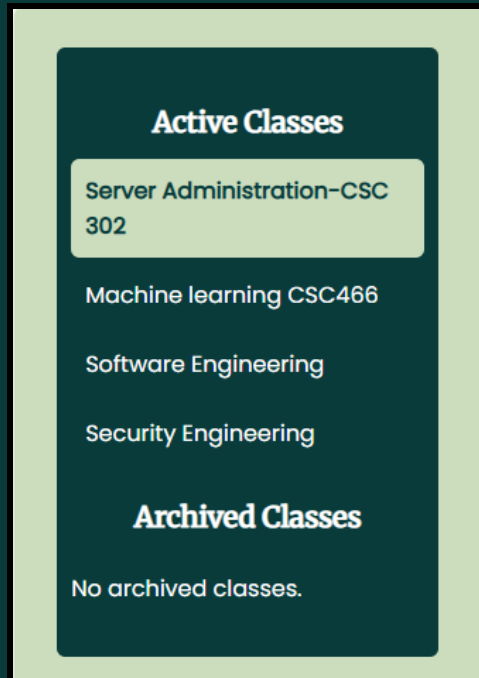 Active Classes
Server Administration-CSC
302
Machine learning CSC466
Software Engineering
Security Engineering
Archived Classes
No archived classes.